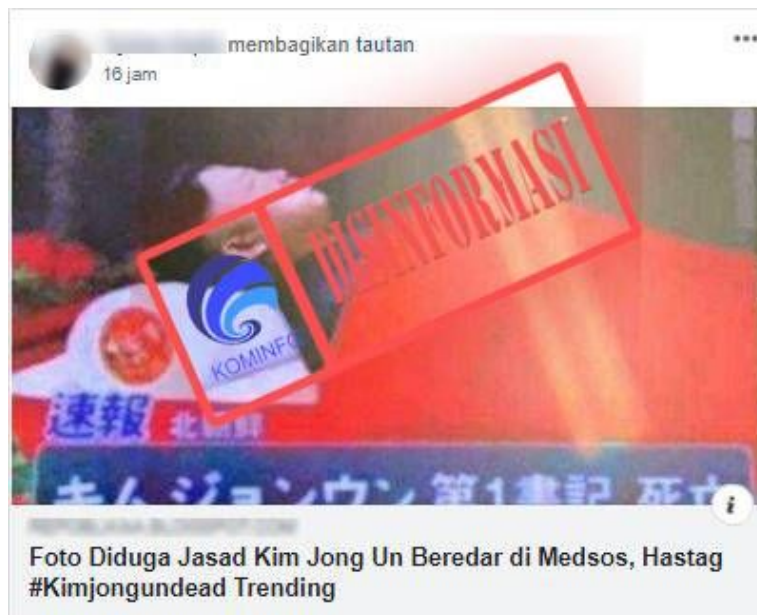 membagikan tautan
16 jam
DISINFORMASI
KOMINFO
速報 北朝鮮
キム ジョンウン 第1書記 死亡
Foto Diduga Jasad Kim Jong Un Beredar di Medsos, Hastag
#Kimjongundead Trending